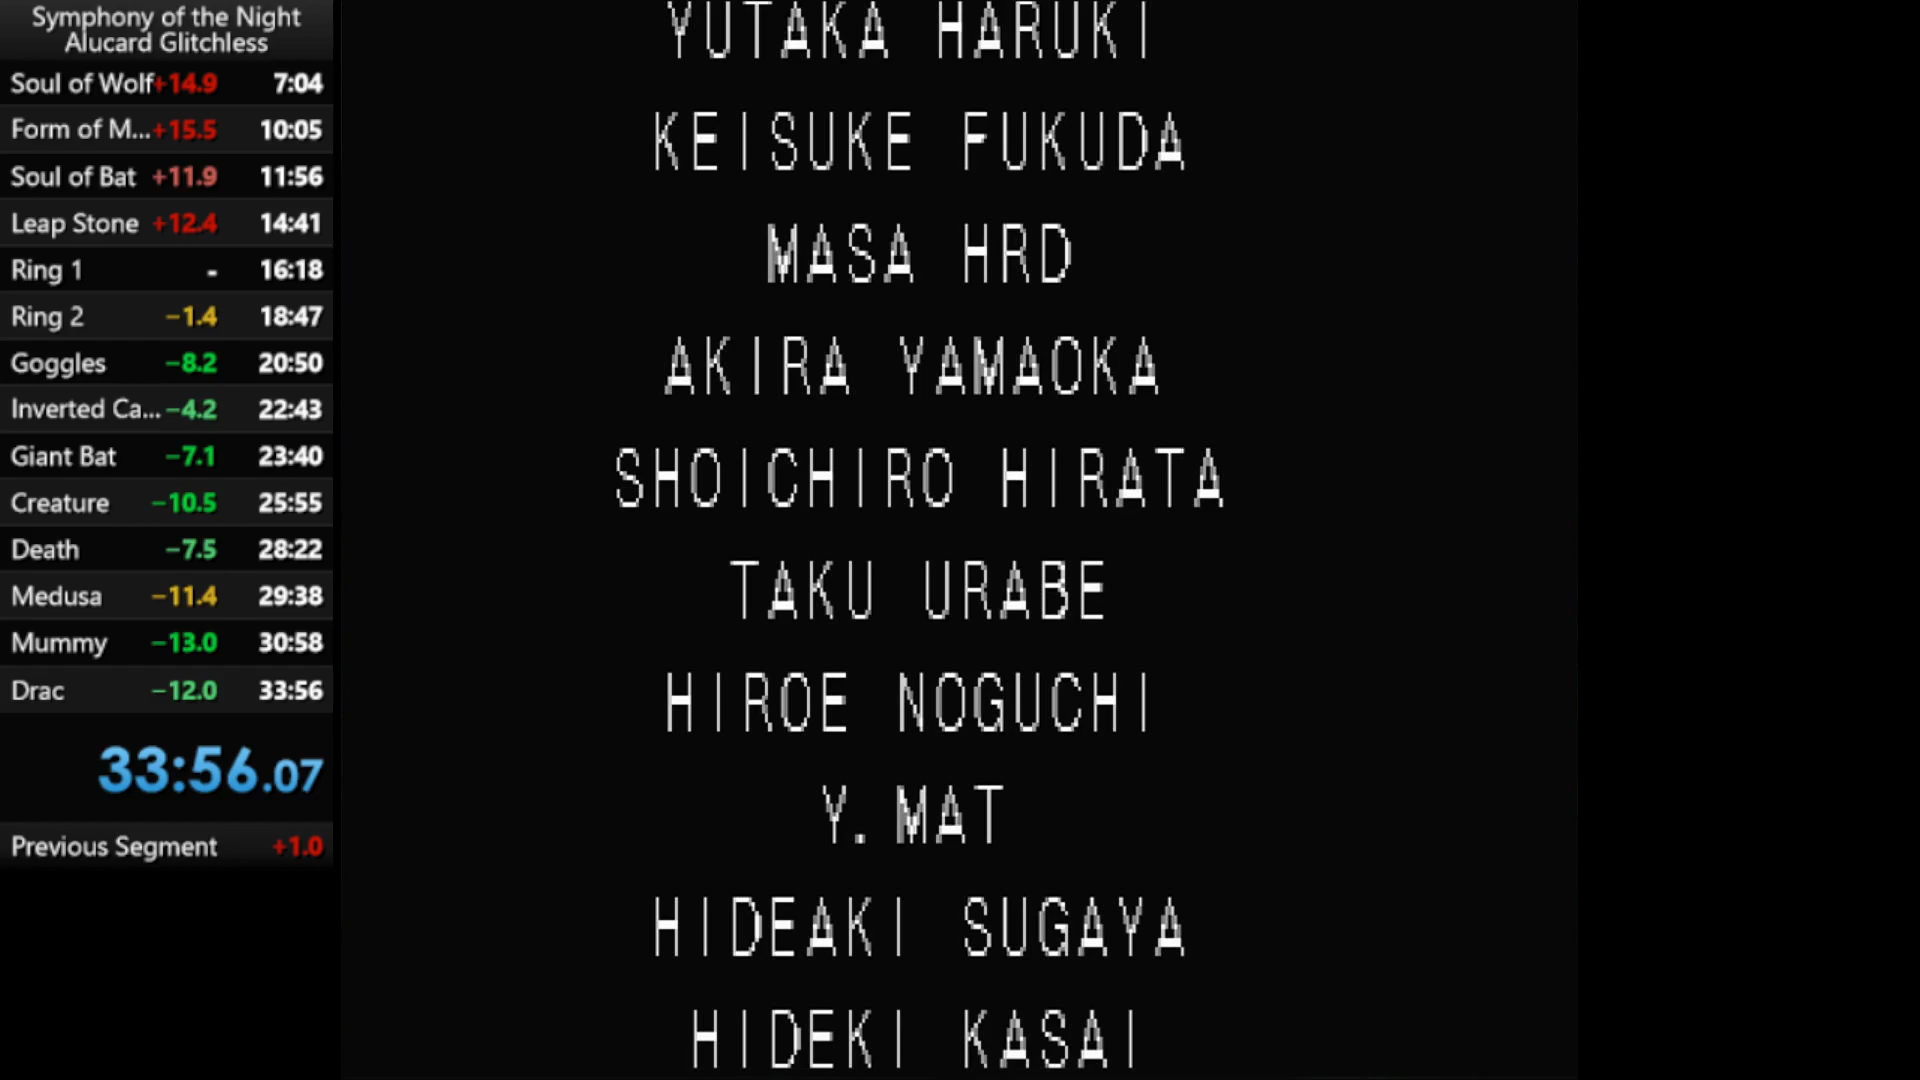 Symphony of the Night
Alucard Glitchless
Soul of Wolf +14.9 7:04
Form of M... +15.5 10:05
Soul of Bat +11.9 11:56
Leap Stone +12.4 14:41
Ring 1 - 16:18
Ring 2 −1.4 18:47
Goggles −8.2 20:50
Inverted Ca... −4.2 22:43
Giant Bat −7.1 23:40
Creature −10.5 25:55
Death −7.5 28:22
Medusa −11.4 29:38
Mummy −13.0 30:58
Drac −12.0 33:56
33:56.07
Previous Segment +1.0
YUTAKA HARUKI
KEISUKE FUKUDA
MASA HRD
AKIRA YAMAOKA
SHOICHIRO HIRATA
TAKU URABE
HIROE NOGUCHI
Y. MAT
HIDEAKI SUGAYA
HIDEKI KASAI